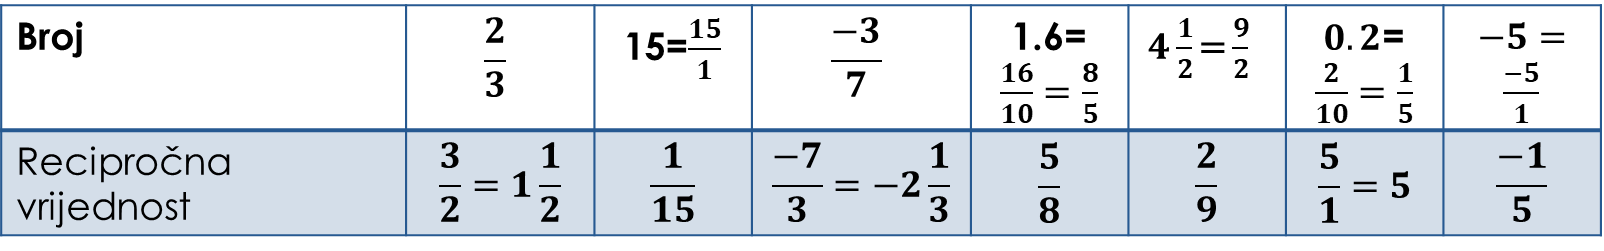 Broj 2/3 15=15/1 −3/7 1.6= 16/10 = 8/5 4 1/2 = 9/2 0.2= 2/10 = 1/5 −5 = −5/1
Recipročna vrijednost 3/2 = 1 1/2 1/15 −7/3 = −2 1/3 5/8 2/9 5/1 = 5 −1/5